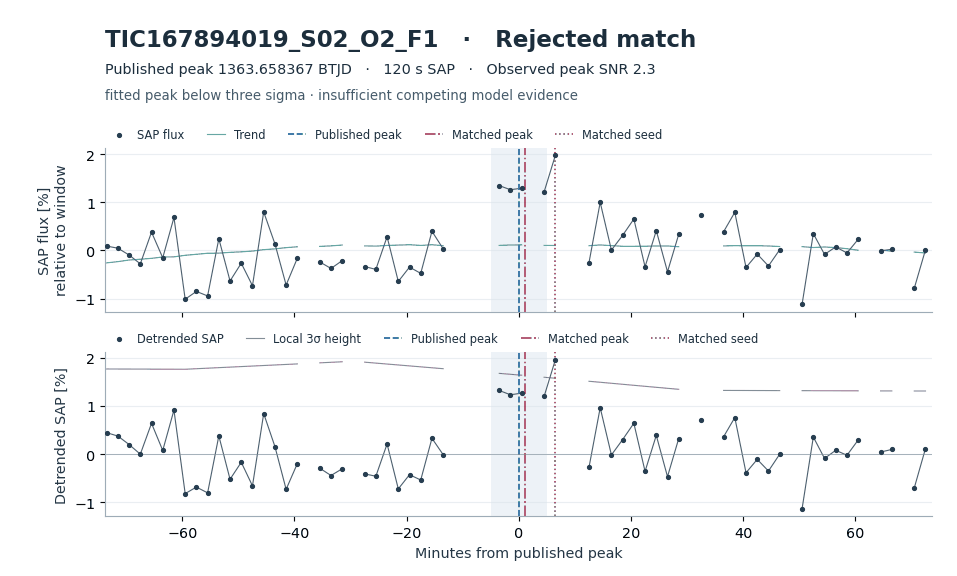 TIC167894019_S02_O2_F1 · Rejected match
Published peak 1363.658367 BTJD · 120 s SAP · Observed peak SNR 2.3
fitted peak below three sigma · insufficient competing model evidence
SAP flux Trend Published peak Matched peak Matched seed
SAP flux [%]
relative to window
2
1
0
−1
Detrended SAP Local 3σ height Published peak Matched peak Matched seed
Detrended SAP [%]
2
1
0
−1
−60 −40 −20 0 20 40 60
Minutes from published peak